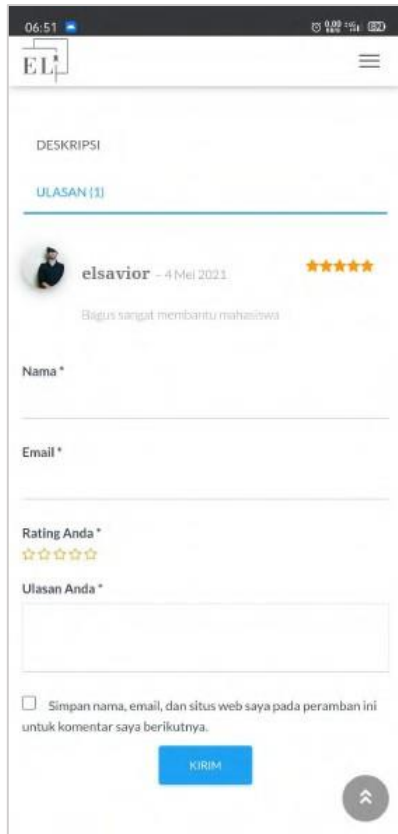 06:51
EL
DESKRIPSI
ULASAN (1)
elsavior – 4 Mei 2021
Bagus sangat membantu mahasiswa
Nama *
Email *
Rating Anda *
Ulasan Anda *
Simpan nama, email, dan situs web saya pada peramban ini
untuk komentar saya berikutnya.
KIRIM